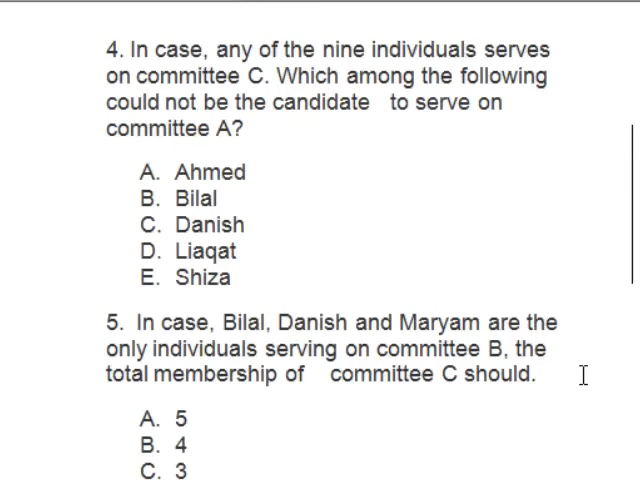 4. In case, any of the nine individuals serves
on committee C. Which among the following
could not be the candidate to serve on
committee A?
A. Ahmed
B. Bilal
C. Danish
D. Liaqat
E. Shiza
5. In case, Bilal, Danish and Maryam are the
only individuals serving on committee B, the
total membership of committee C should.
A. 5
B. 4
C. 3